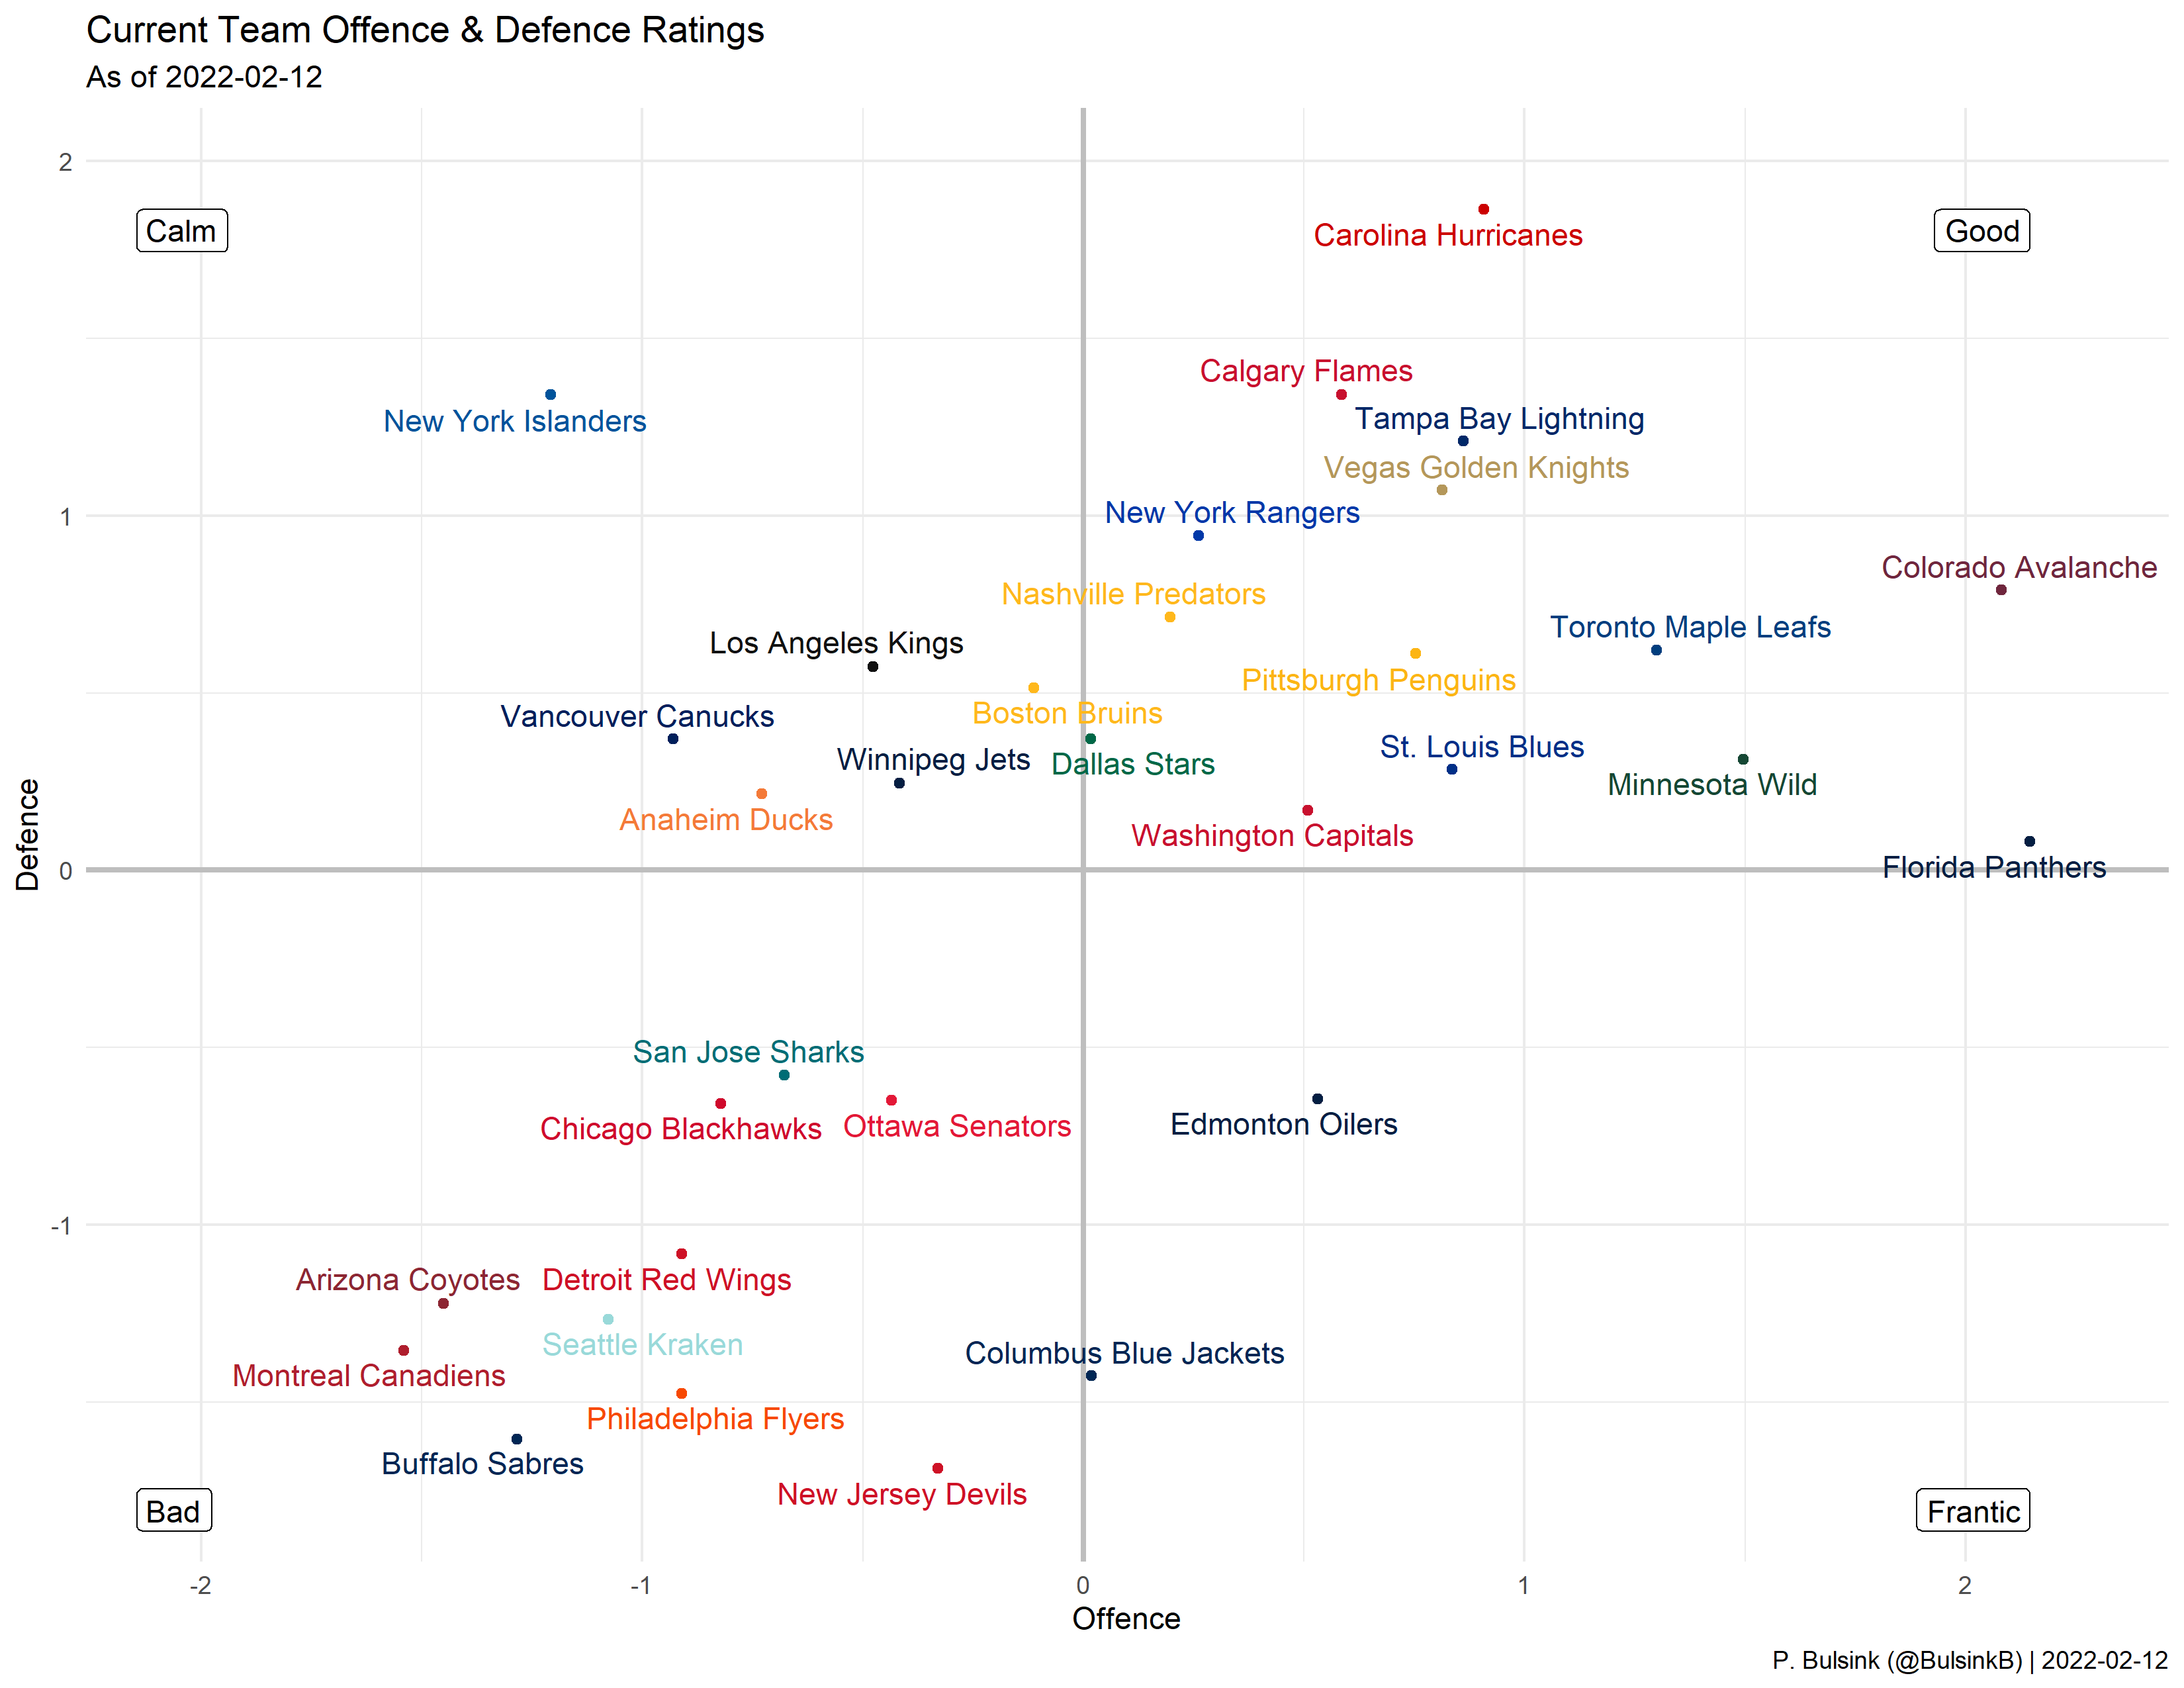 Current Team Offence & Defence Ratings
As of 2022-02-12
2
Calm
Good
Carolina Hurricanes
Calgary Flames
New York Islanders
Tampa Bay Lightning
Vegas Golden Knights
1
New York Rangers
Colorado Avalanche
Nashville Predators
Toronto Maple Leafs
Los Angeles Kings
Pittsburgh Penguins
Boston Bruins
Vancouver Canucks
St. Louis Blues
Winnipeg Jets
Dallas Stars
Minnesota Wild
Anaheim Ducks
Washington Capitals
Defence
0
Florida Panthers
San Jose Sharks
Chicago Blackhawks
Ottawa Senators
Edmonton Oilers
-1
Arizona Coyotes
Detroit Red Wings
Seattle Kraken
Columbus Blue Jackets
Montreal Canadiens
Philadelphia Flyers
Buffalo Sabres
New Jersey Devils
Bad
Frantic
-2
-1
0
1
2
Offence
P. Bulsink (@BulsinkB) | 2022-02-12